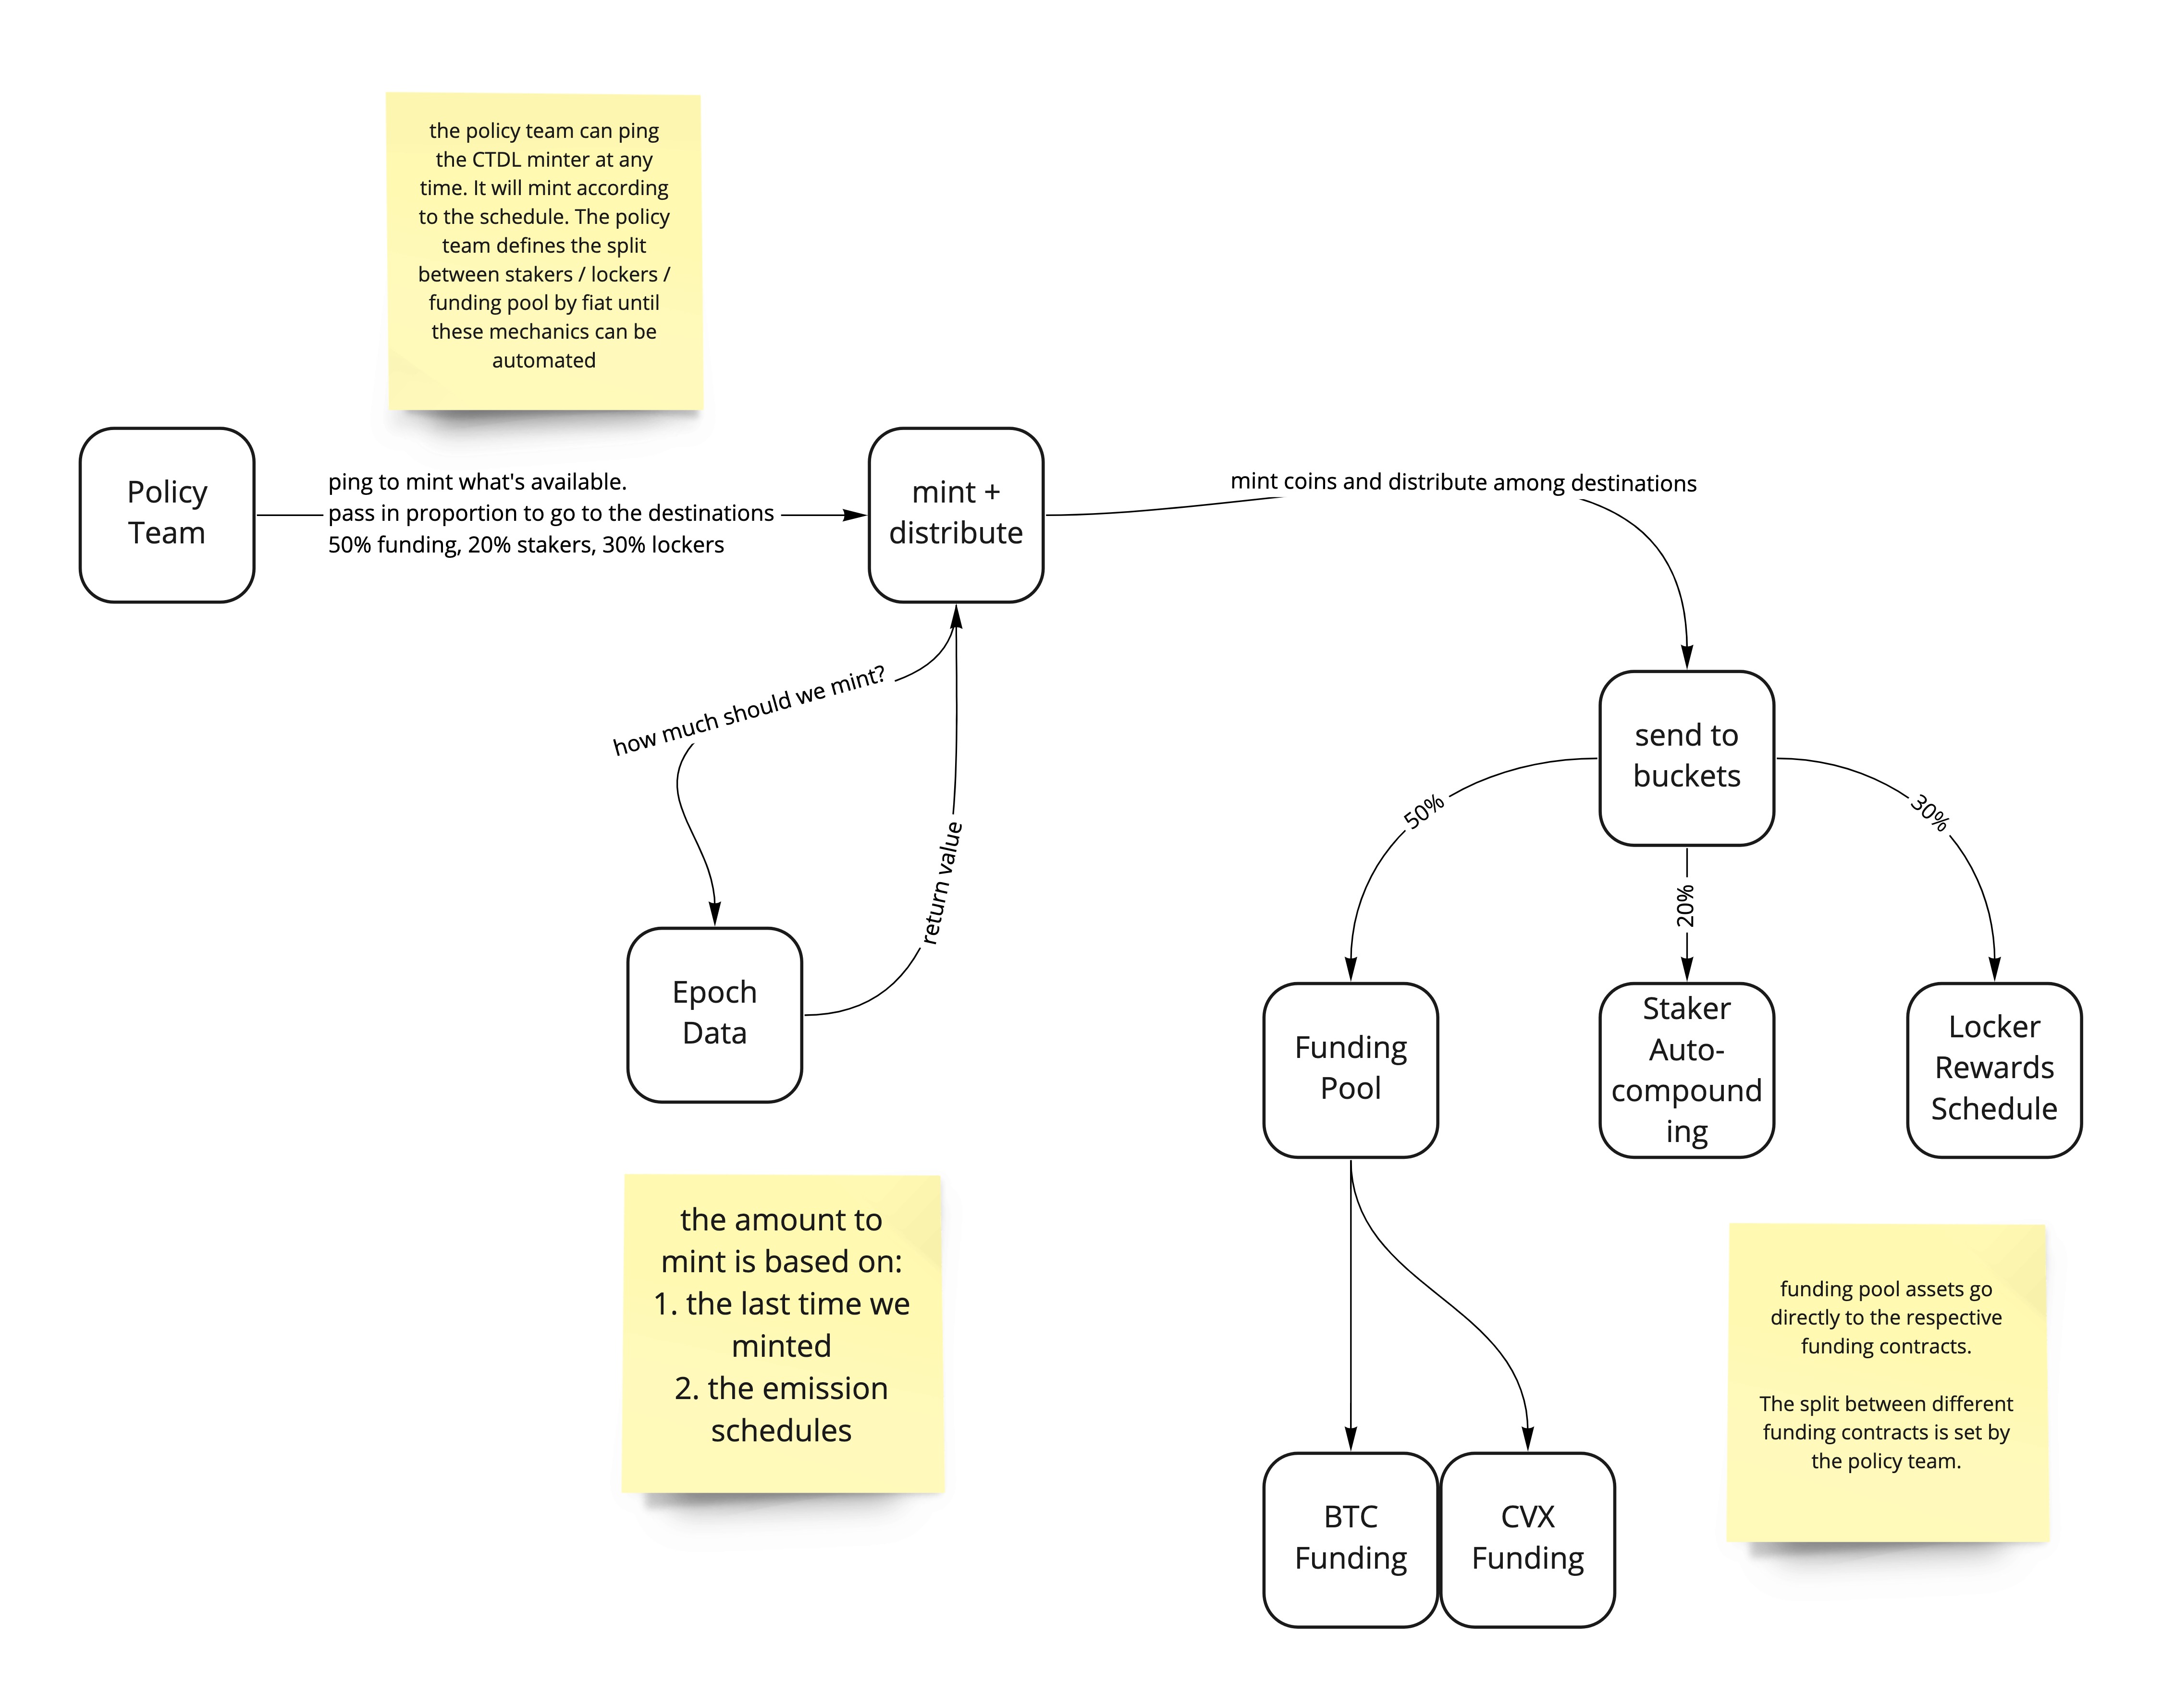 the policy team can ping
the CTDL minter at any
time. It will mint according
to the schedule. The policy
team defines the split
between stakers / lockers /
funding pool by fiat until
these mechanics can be
automated
Policy
Team
ping to mint what's available.
pass in proportion to go to the destinations
50% funding, 20% stakers, 30% lockers
mint +
distribute
mint coins and distribute among destinations
how much should we mint?
return value
Epoch
Data
the amount to
mint is based on:
1. the last time we
minted
2. the emission
schedules
send to
buckets
50%
20%
30%
Funding
Pool
Staker
Auto-
compound
ing
Locker
Rewards
Schedule
BTC
Funding
CVX
Funding
funding pool assets go
directly to the respective
funding contracts.
The split between different
funding contracts is set by
the policy team.